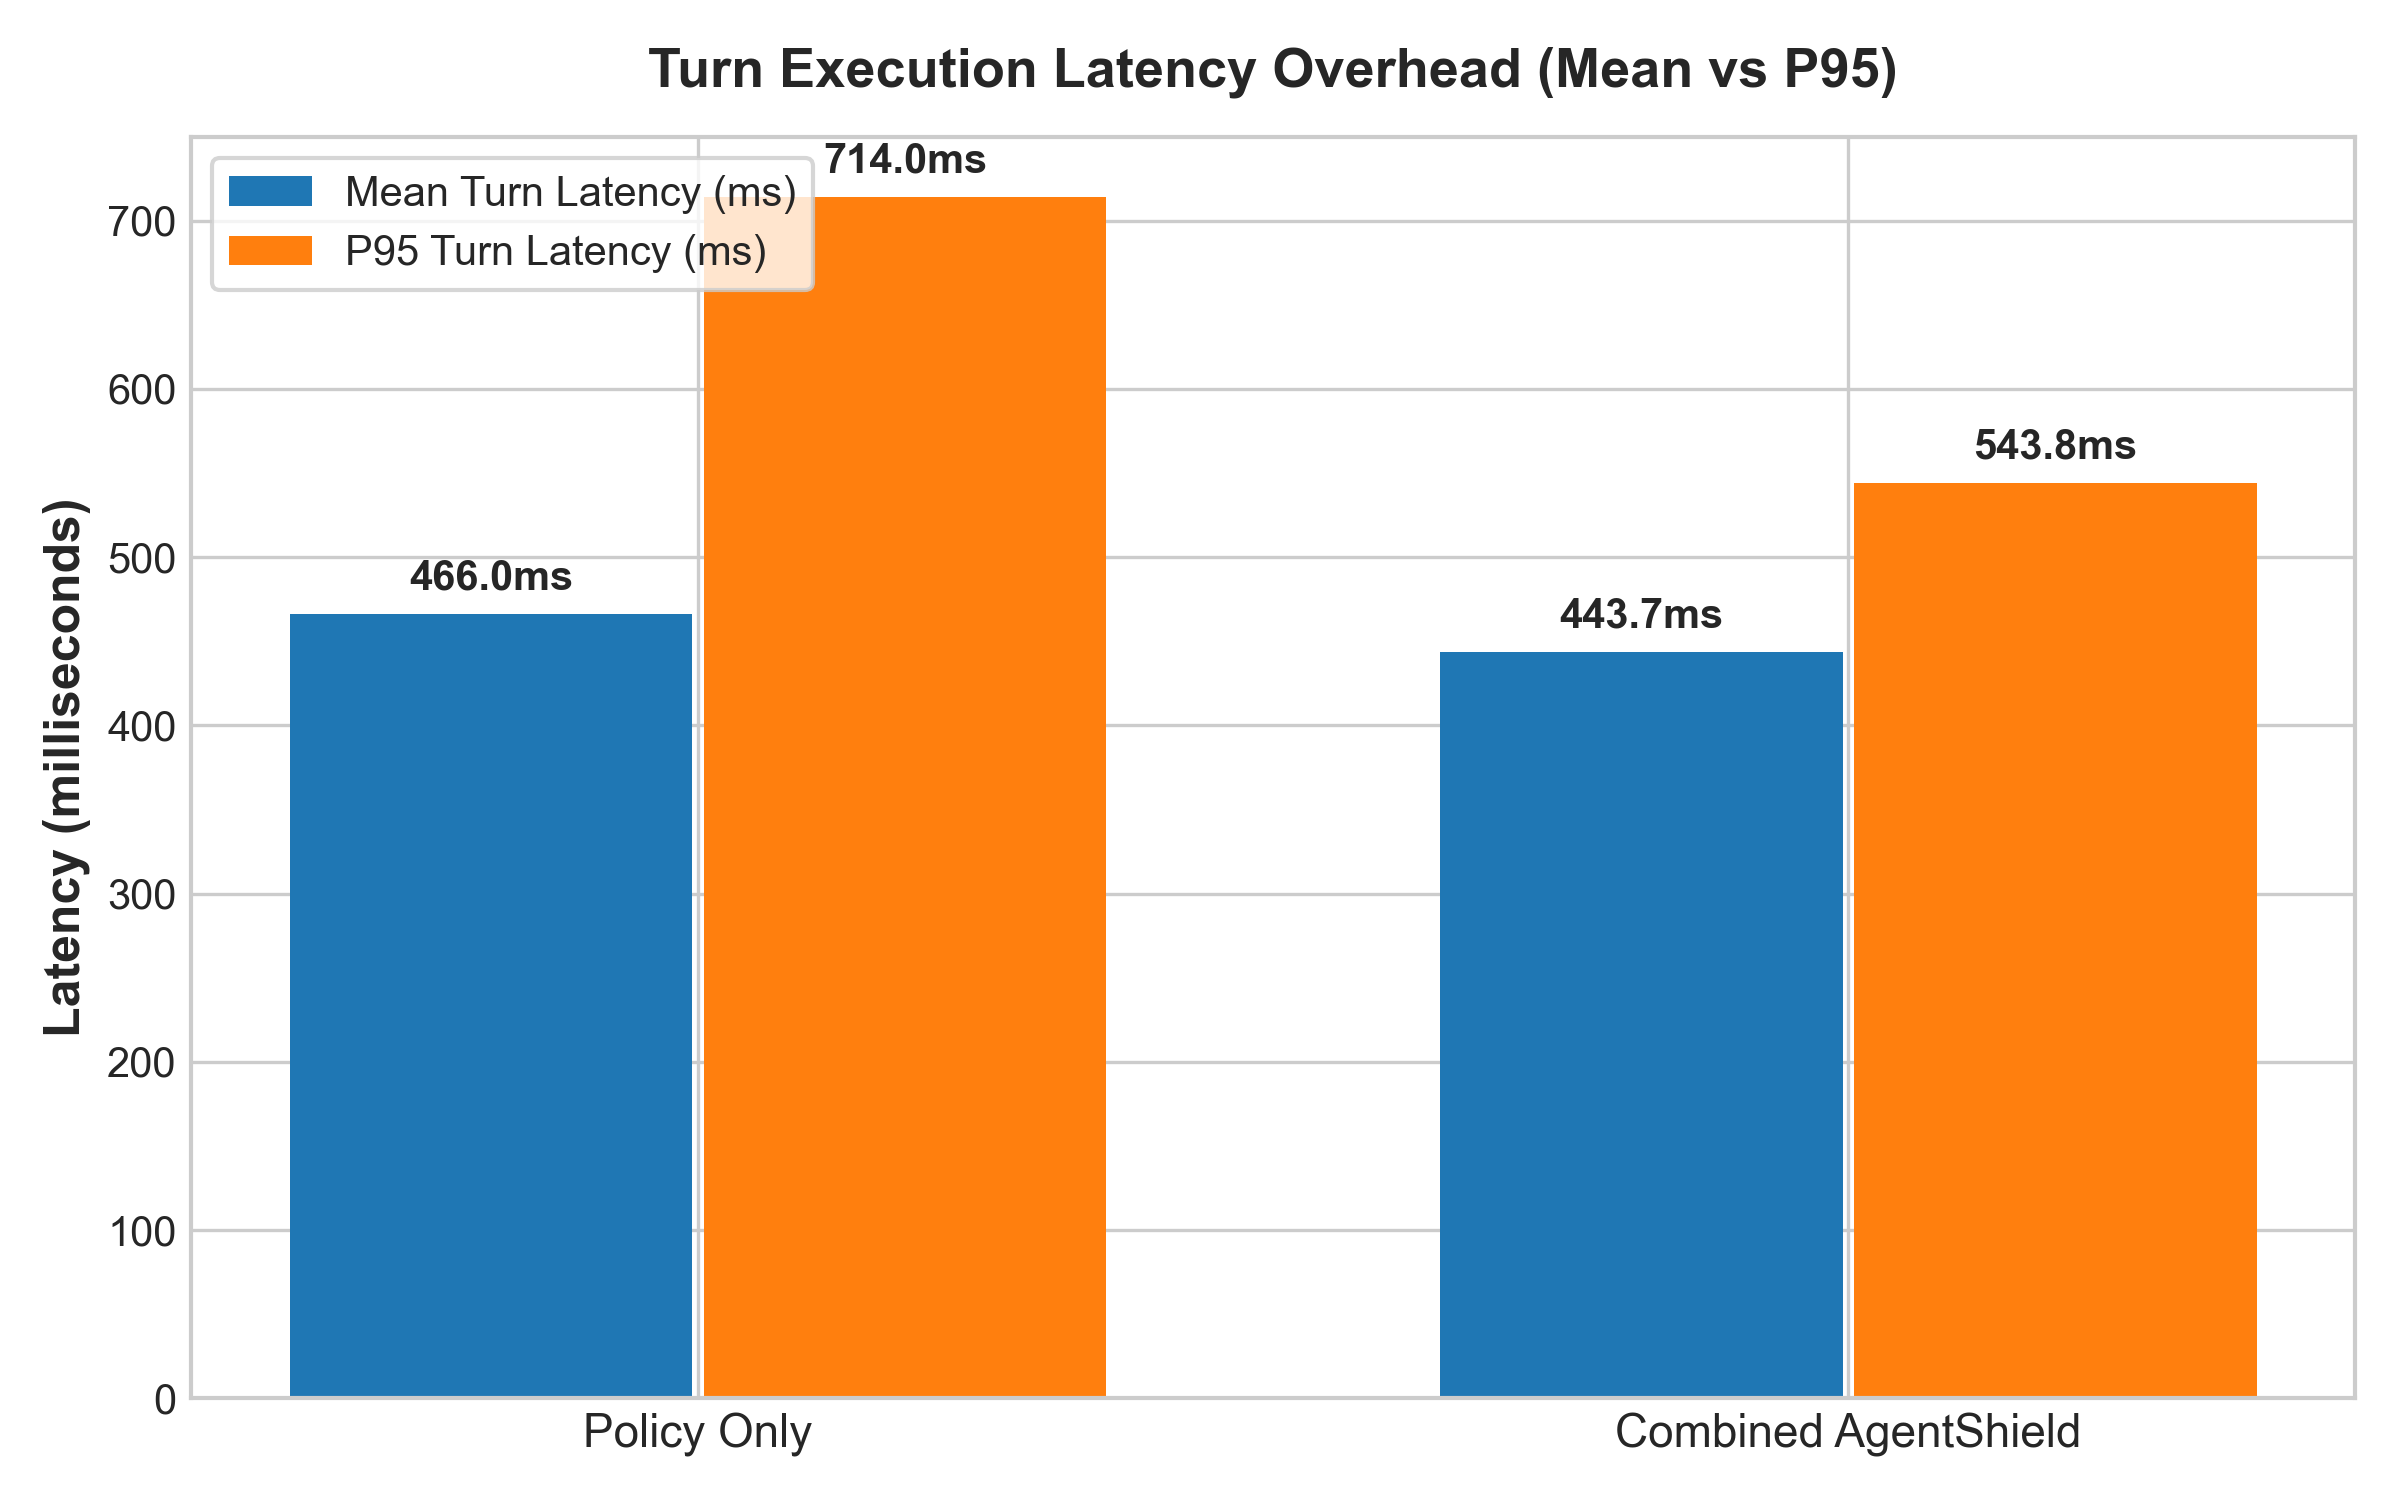 Turn Execution Latency Overhead (Mean vs P95)
Mean Turn Latency (ms)
P95 Turn Latency (ms)
714.0ms
466.0ms
543.8ms
443.7ms
Latency (milliseconds)
700
600
500
400
300
200
100
0
Policy Only
Combined AgentShield